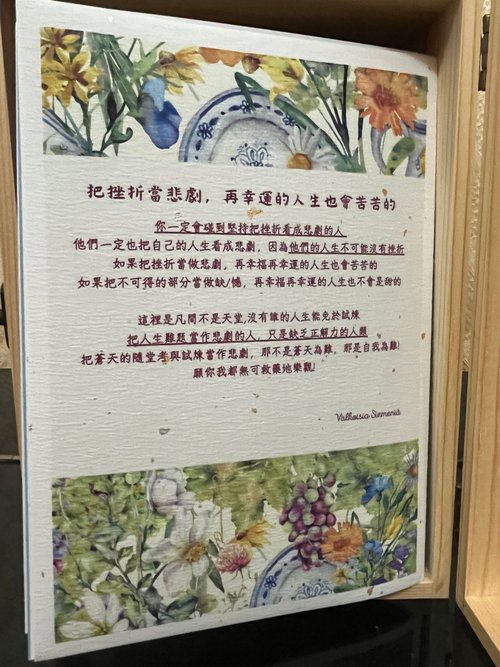 把挫折當悲劇，再幸運的人生也會苦苦的
你一定會碰到堅持把挫折看成悲劇的人
他們一定也把自己的人生看成悲劇，因為他們的人生不可能沒有挫折
如果把挫折當做悲劇，再幸福再幸運的人生也會苦苦的
如果把不可得的部分當做缺憾，再幸福再幸運的人生也不會是甜的
這裡是凡間不是天堂,沒有誰的人生能免於試煉
把人生難題當作悲劇的人，只是缺乏正解力的人類
把蒼天的隨堂考與試煉當作悲劇，那不是蒼天為難，那是自我為難!
願你我都無可救藥地樂觀!
Valkoisia Siemeniä